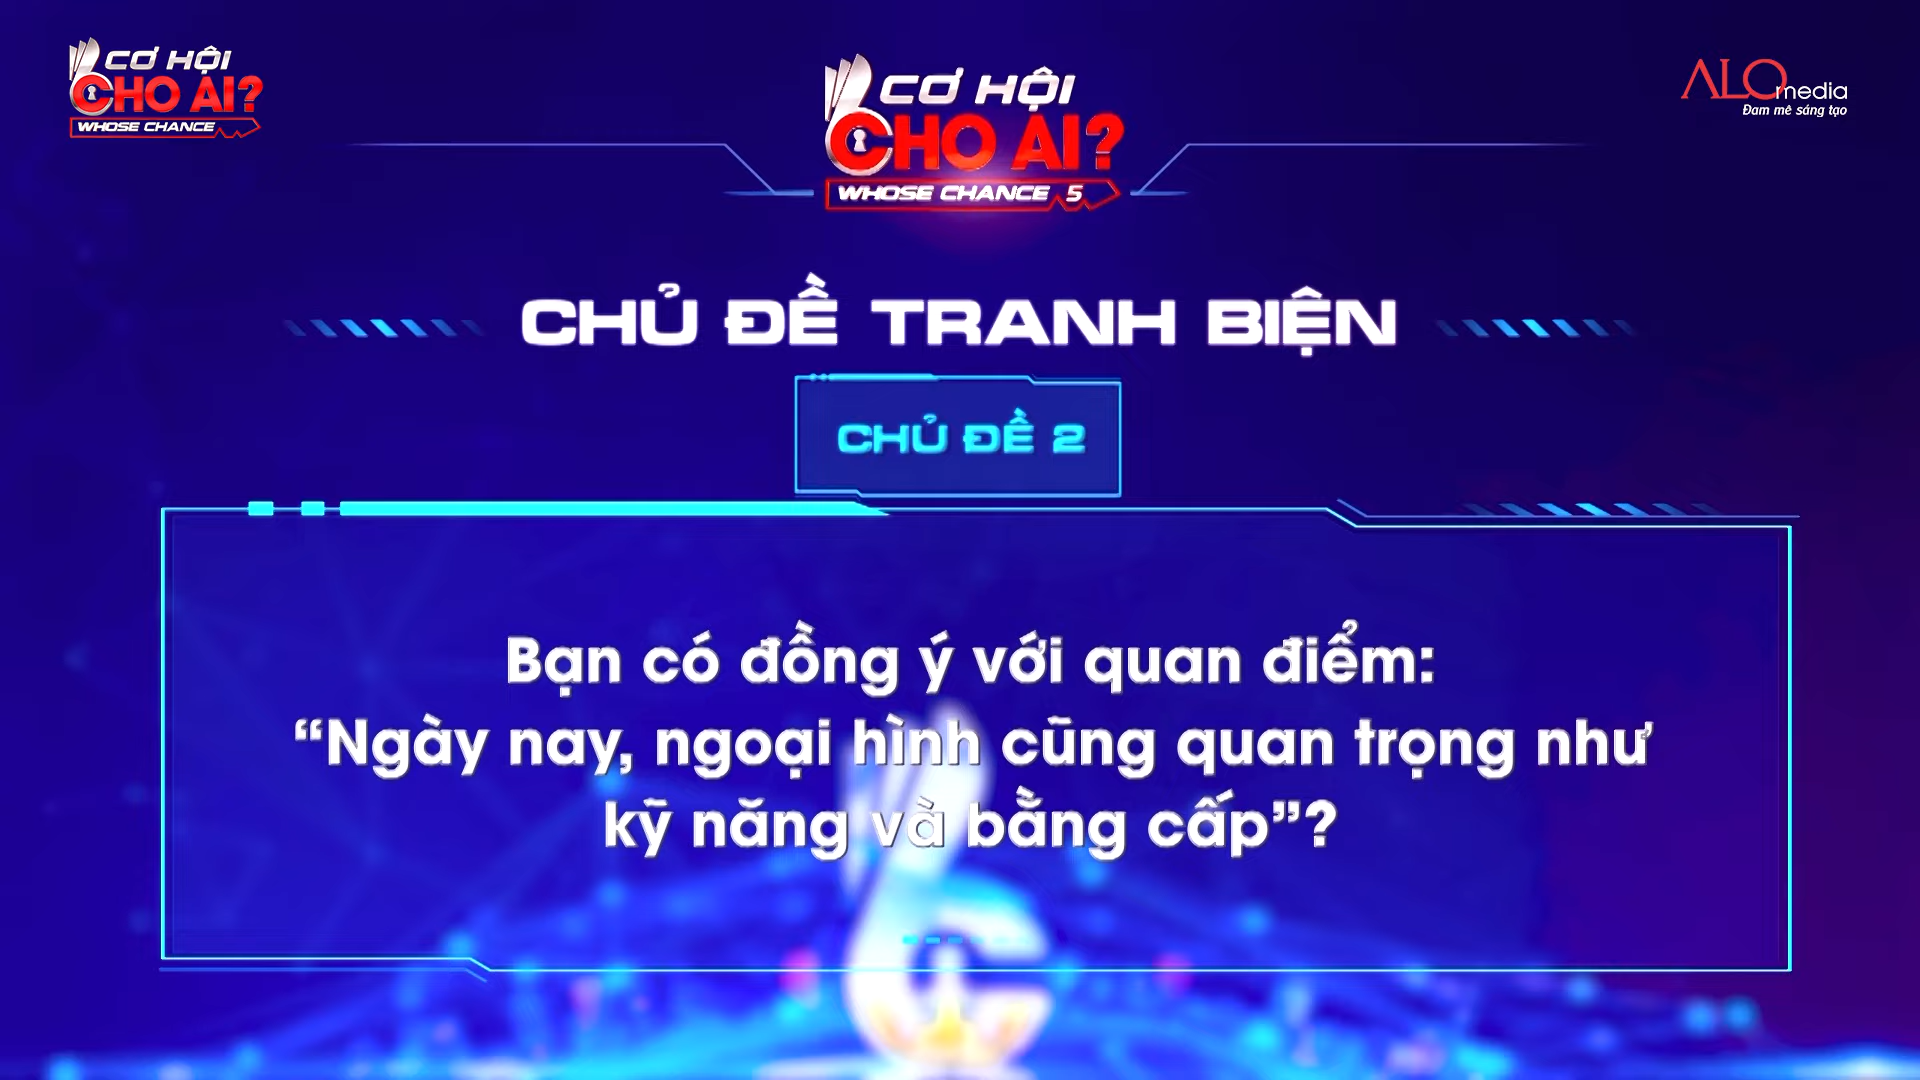 CƠ HỘI
CHO AI?
WHOSE CHANCE
CƠ HỘI
CHO AI?
WHOSE CHANCE 5
ALO media
Đam mê sáng tạo
CHỦ ĐỀ TRANH BIỆN
CHỦ ĐỀ 2
Bạn có đồng ý với quan điểm:
“Ngày nay, ngoại hình cũng quan trọng như
kỹ năng và bằng cấp”?